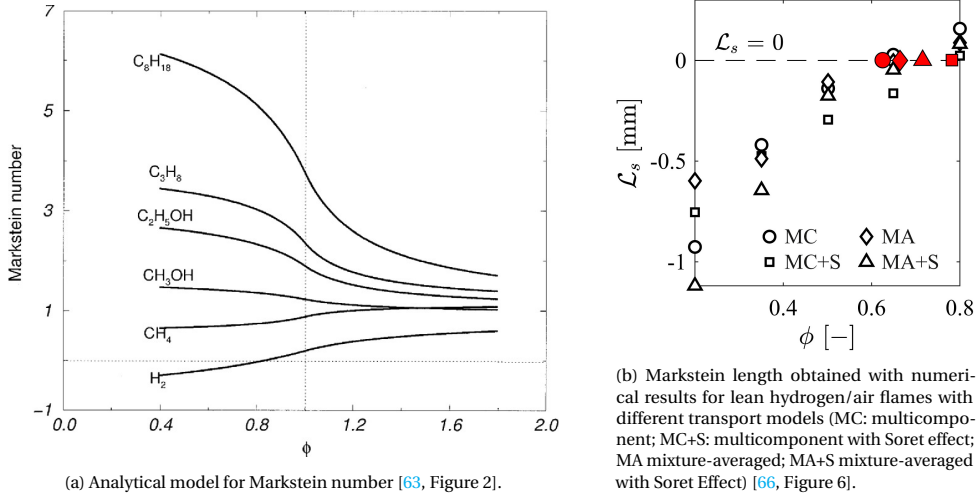 7
5
3
1
−1
Markstein number
C8H18
C3H8
C2H5OH
CH3OH
CH4
H2
0.0
0.4
0.8
1.2
1.6
2.0
ϕ
(a) Analytical model for Markstein number [63, Figure 2].
ℒs = 0
0
-0.5
-1
ℒs [mm]
MC
MA
MC+S
MA+S
0.4
0.6
0.8
ϕ [−]
(b) Markstein length obtained with numeri-
cal results for lean hydrogen/air flames with
different transport models (MC: multicompo-
nent; MC+S: multicomponent with Soret effect;
MA mixture-averaged; MA+S mixture-averaged
with Soret Effect) [66, Figure 6].